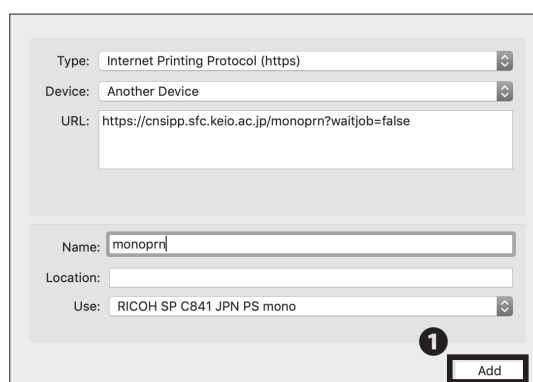 Type: Internet Printing Protocol (https)
Device: Another Device
URL: https://cnsipp.sfc.keio.ac.jp/monoprn?waitjob=false
Name: monoprn
Location:
Use: RICOH SP C841 JPN PS mono
1
Add